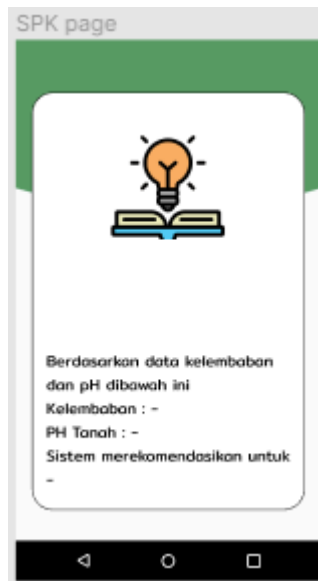 SPK page
Berdasarkan data kelembaban
dan pH dibawah ini
Kelembaban : -
PH Tanah : -
Sistem merekomendasikan untuk
-